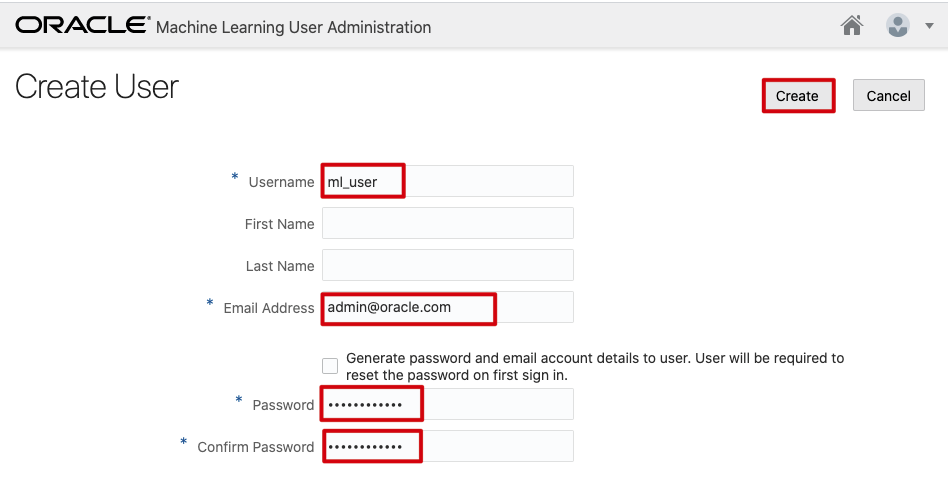 ORACLE® Machine Learning User Administration
Create User
Create Cancel
* Username ml_user
First Name
Last Name
* Email Address admin@oracle.com
Generate password and email account details to user. User will be required to
reset the password on first sign in.
* Password ••••••••••••
* Confirm Password ••••••••••••